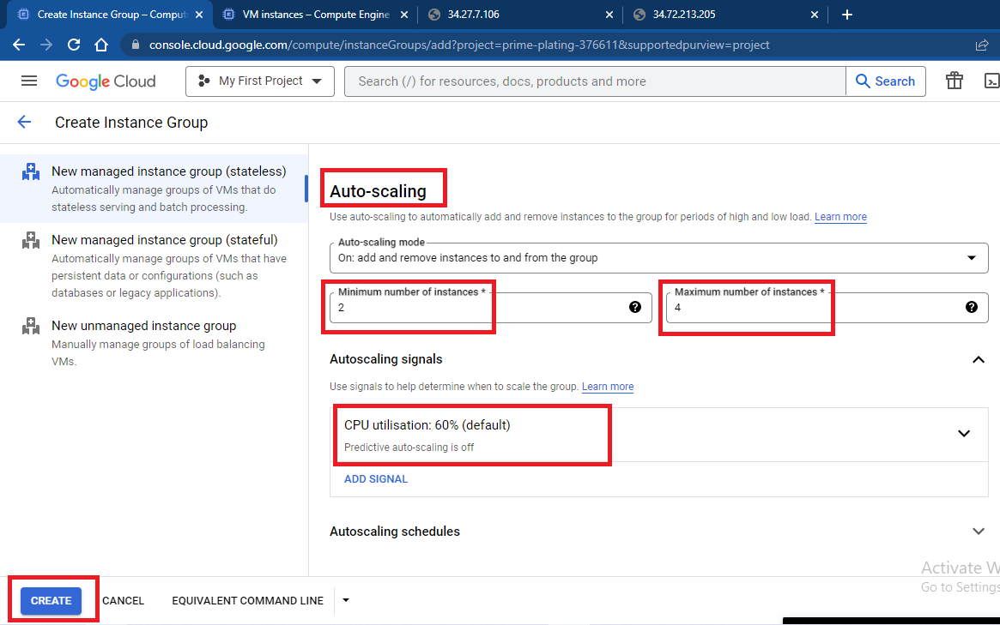 Create Instance Group – Comput
VM instances – Compute Engine
34.27.7.106
34.72.213.205
console.cloud.google.com/compute/instanceGroups/add?project=prime-plating-376611&supportedpurview=project
Google Cloud
My First Project
Search (/) for resources, docs, products and more
Search
Create Instance Group
New managed instance group (stateless)
Automatically manage groups of VMs that do
stateless serving and batch processing.
New managed instance group (stateful)
Automatically manage groups of VMs that have
persistent data or configurations (such as
databases or legacy applications).
New unmanaged instance group
Manually manage groups of load balancing
VMs.
Auto-scaling
Use auto-scaling to automatically add and remove instances to the group for periods of high and low load. Learn more
Auto-scaling mode
On: add and remove instances to and from the group
Minimum number of instances *
2
Maximum number of instances *
4
Autoscaling signals
Use signals to help determine when to scale the group. Learn more
CPU utilisation: 60% (default)
Predictive auto-scaling is off
ADD SIGNAL
Autoscaling schedules
Activate W
Go to Settings
CREATE
CANCEL
EQUIVALENT COMMAND LINE